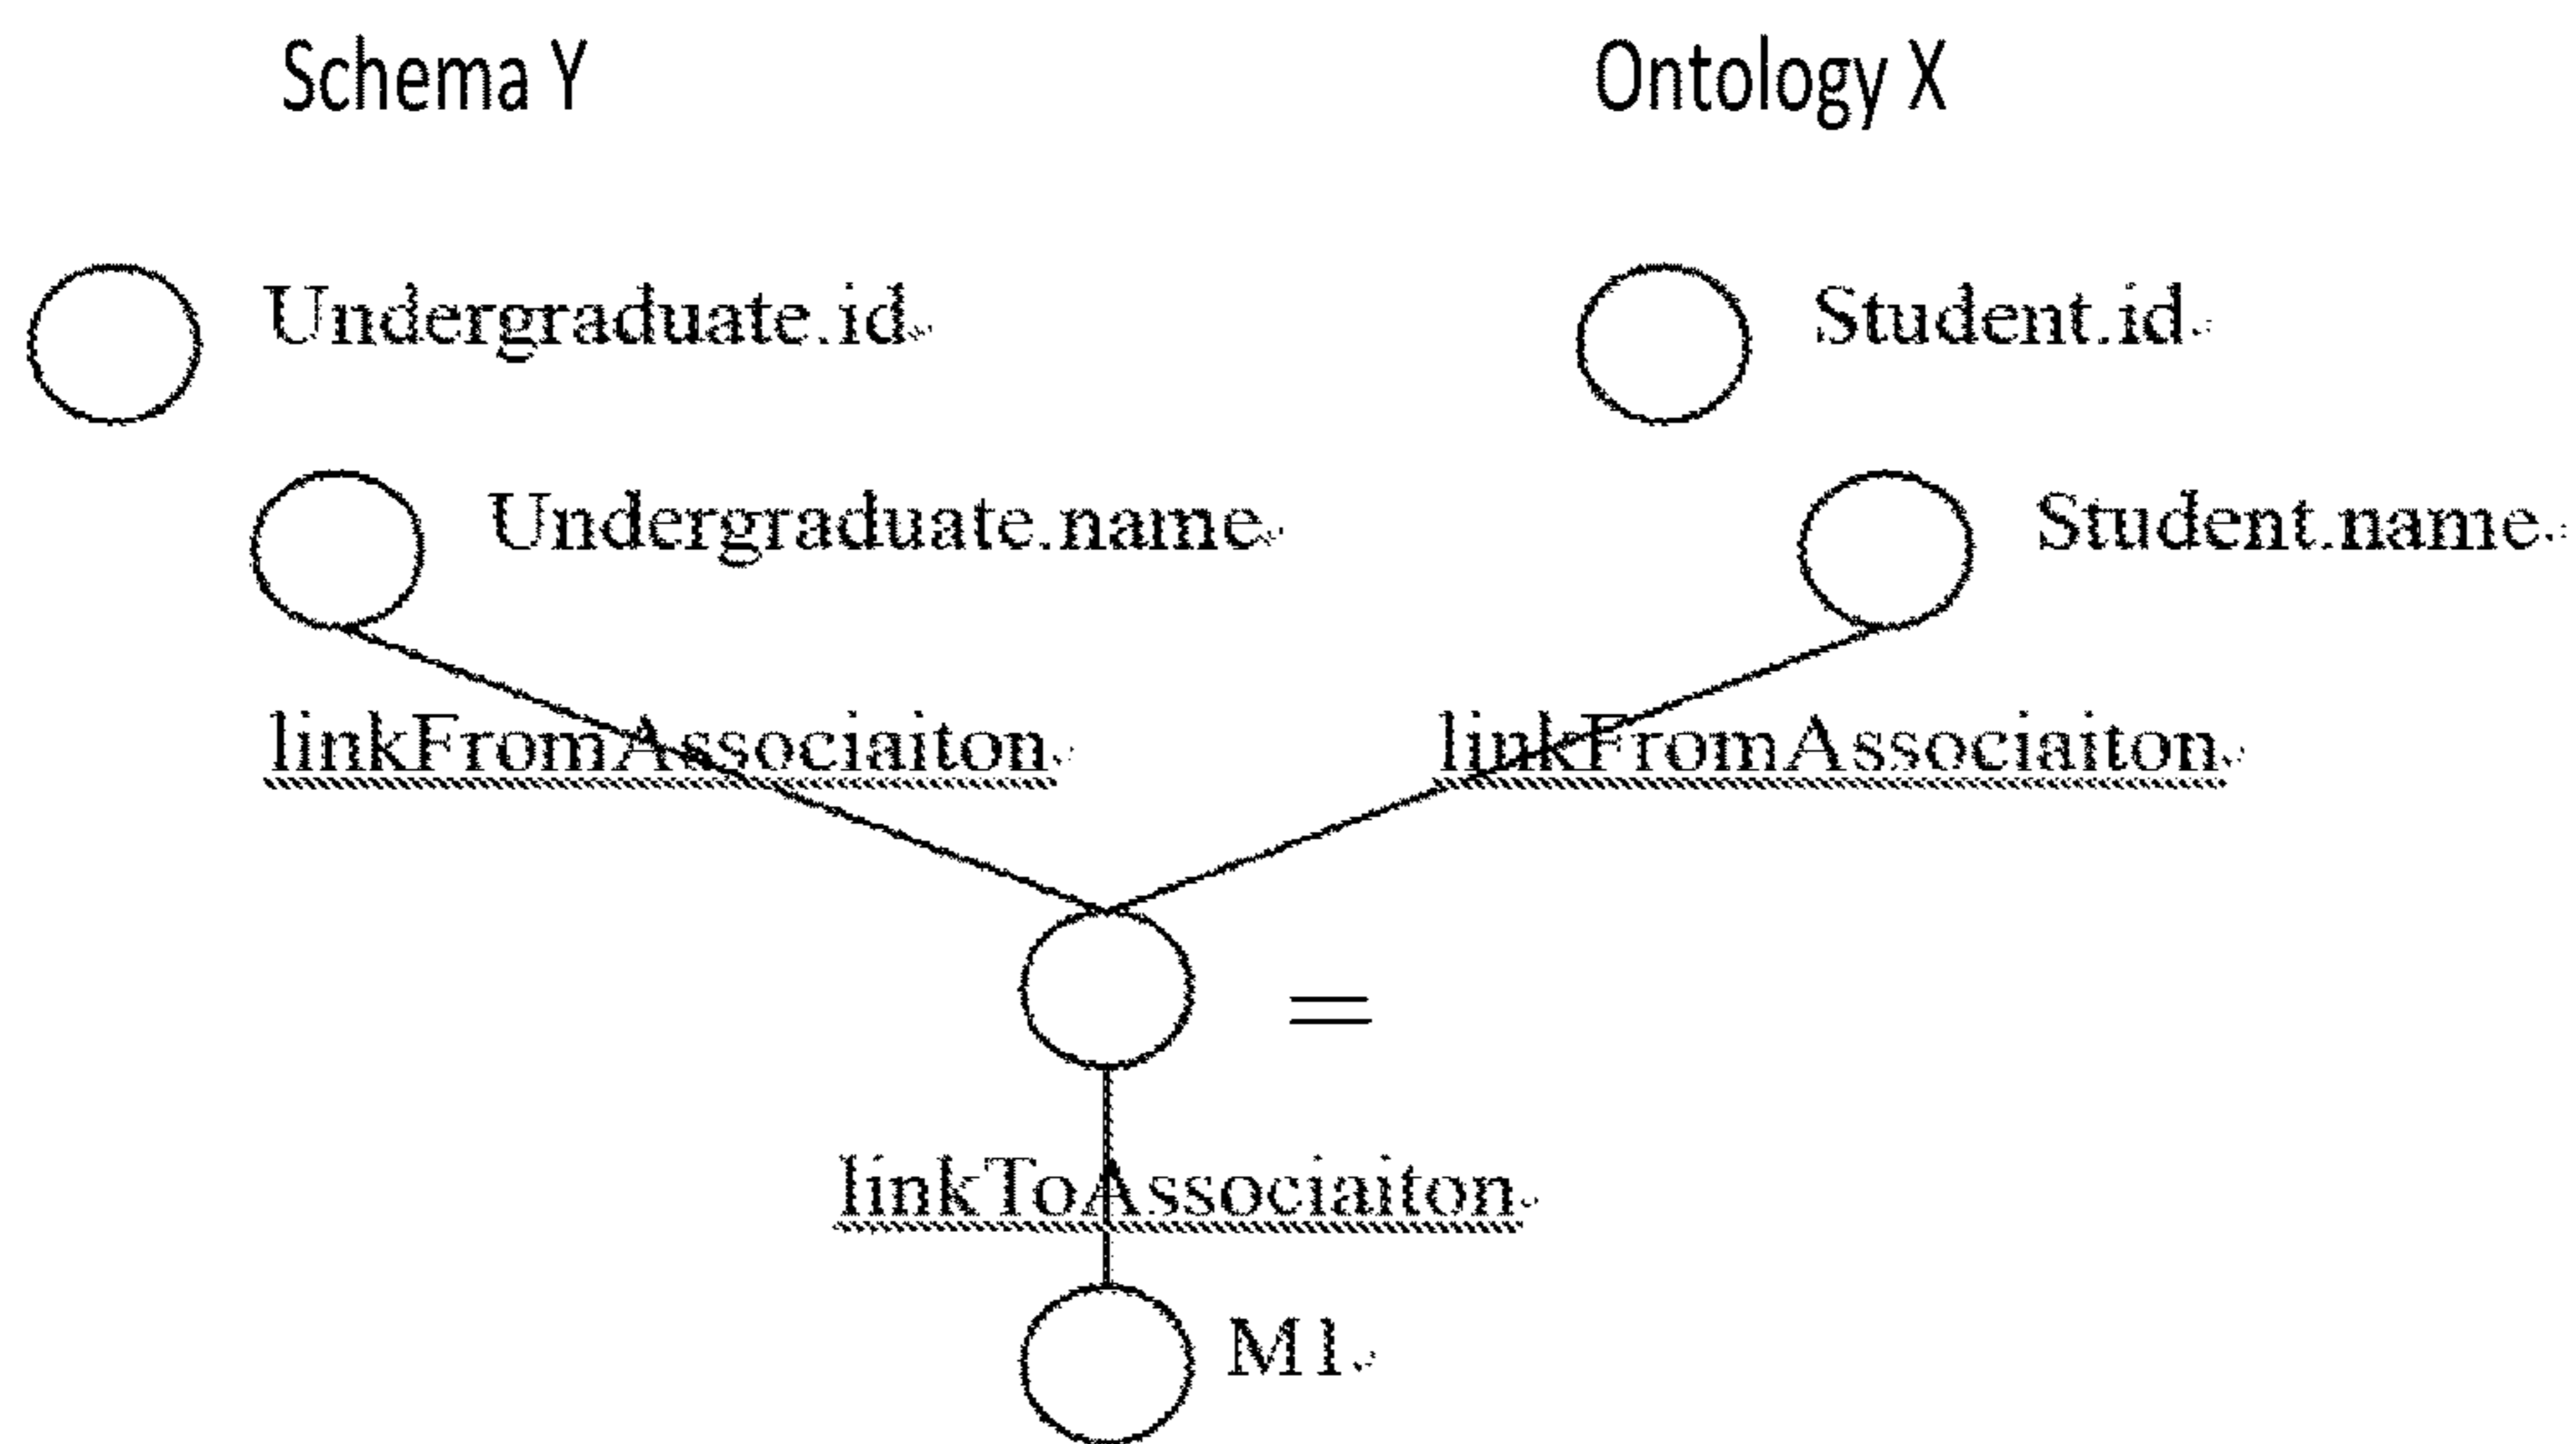 Schema Y Ontology X
Undergraduate.id Student.id
Undergraduate.name Student.name
linkFromAssociaiton linkFromAssociaiton
=
linkToAssociaiton
M1